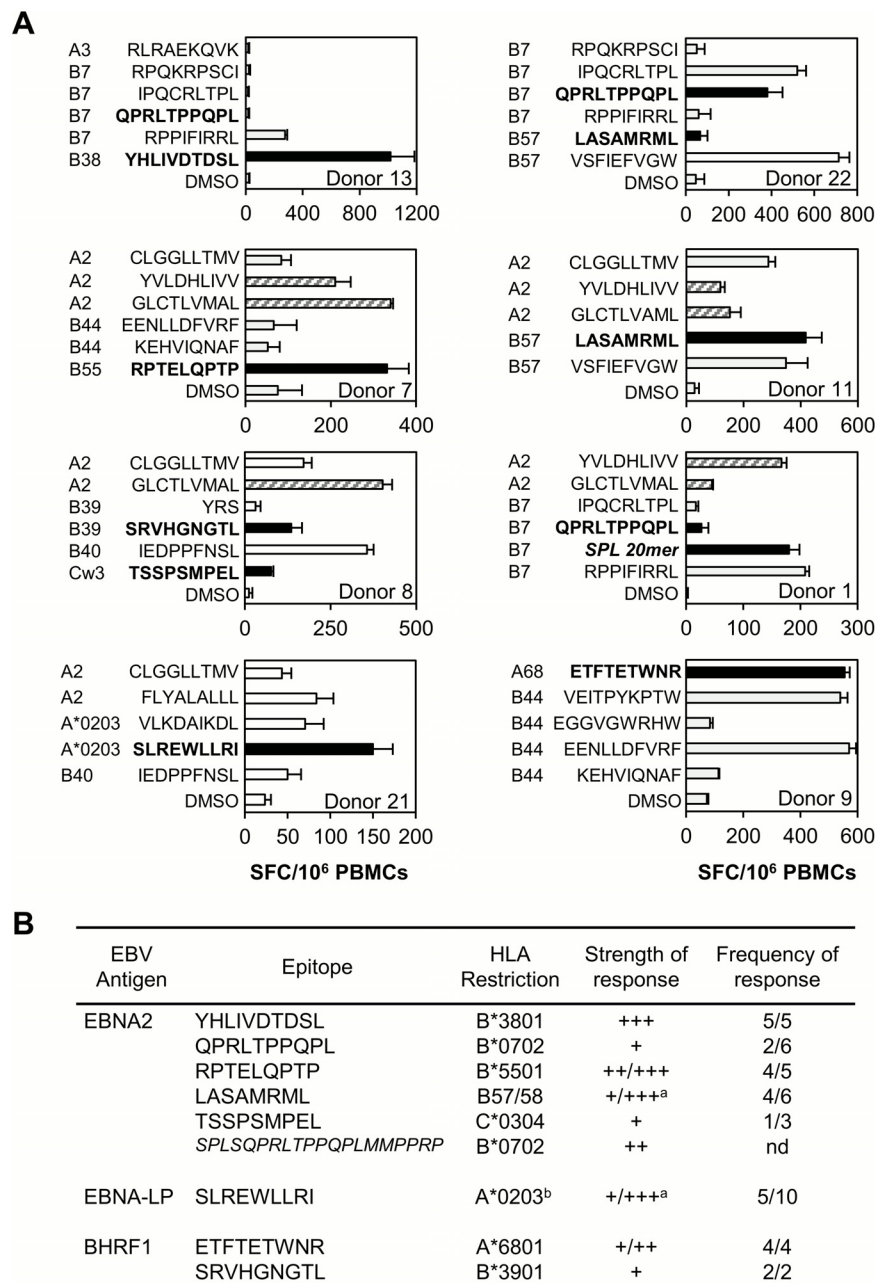 A
A3 RLRAEKQVK
B7 RPQKRPSCI
B7 IPQCRLTPL
B7 QPRLTPPQPL
B7 RPPIFIRRL
B38 YHLIVDTDSL
DMSO Donor 13
0 400 800 1200
B7 RPQKRPSCI
B7 IPQCRLTPL
B7 QPRLTPPQPL
B7 RPPIFIRRL
B57 LASAMRML
B57 VSFIEFVGW
DMSO Donor 22
0 200 400 600 800
A2 CLGGLLTMV
A2 YVLDHLIVV
A2 GLCTLVMAL
B44 EENLLDFVRF
B44 KEHVIQNAF
B55 RPTELQPTP
DMSO Donor 7
0 200 400
A2 CLGGLLTMV
A2 YVLDHLIVV
A2 GLCTLVAML
B57 LASAMRML
B57 VSFIEFVGW
DMSO Donor 11
0 200 400 600
A2 CLGGLLTMV
A2 GLCTLVMAL
B39 YRS
B39 SRVHGNGTL
B40 IEDPPFNSL
Cw3 TSSPSMPEL
DMSO Donor 8
0 250 500
A2 YVLDHLIVV
A2 GLCTLVMAL
B7 IPQCRLTPL
B7 QPRLTPPQPL
B7 SPL 20mer
B7 RPPIFIRRL
DMSO Donor 1
0 100 200 300
A2 CLGGLLTMV
A2 FLYALALLL
A*0203 VLKDAIKDL
A*0203 SLREWLLRI
B40 IEDPPFNSL
DMSO Donor 21
0 50 100 150 200
SFC/10⁶ PBMCs
A68 ETFTETWNR
B44 VEITPYKPTW
B44 EGGVGWRHW
B44 EENLLDFVRF
B44 KEHVIQNAF
DMSO Donor 9
0 200 400 600
SFC/10⁶ PBMCs
B
EBV Antigen Epitope HLA Restriction Strength of response Frequency of response
EBNA2 YHLIVDTDSL B*3801 +++ 5/5
QPRLTPPQPL B*0702 + 2/6
RPTELQPTP B*5501 ++/+++ 4/5
LASAMRML B57/58 +/+++ᵃ 4/6
TSSPSMPEL C*0304 + 1/3
SPLSQPRLTPPQPLMMPPRP B*0702 ++ nd
EBNA-LP SLREWLLRI A*0203ᵇ +/+++ᵃ 5/10
BHRF1 ETFTETWNR A*6801 +/++ 4/4
SRVHGNGTL B*3901 + 2/2